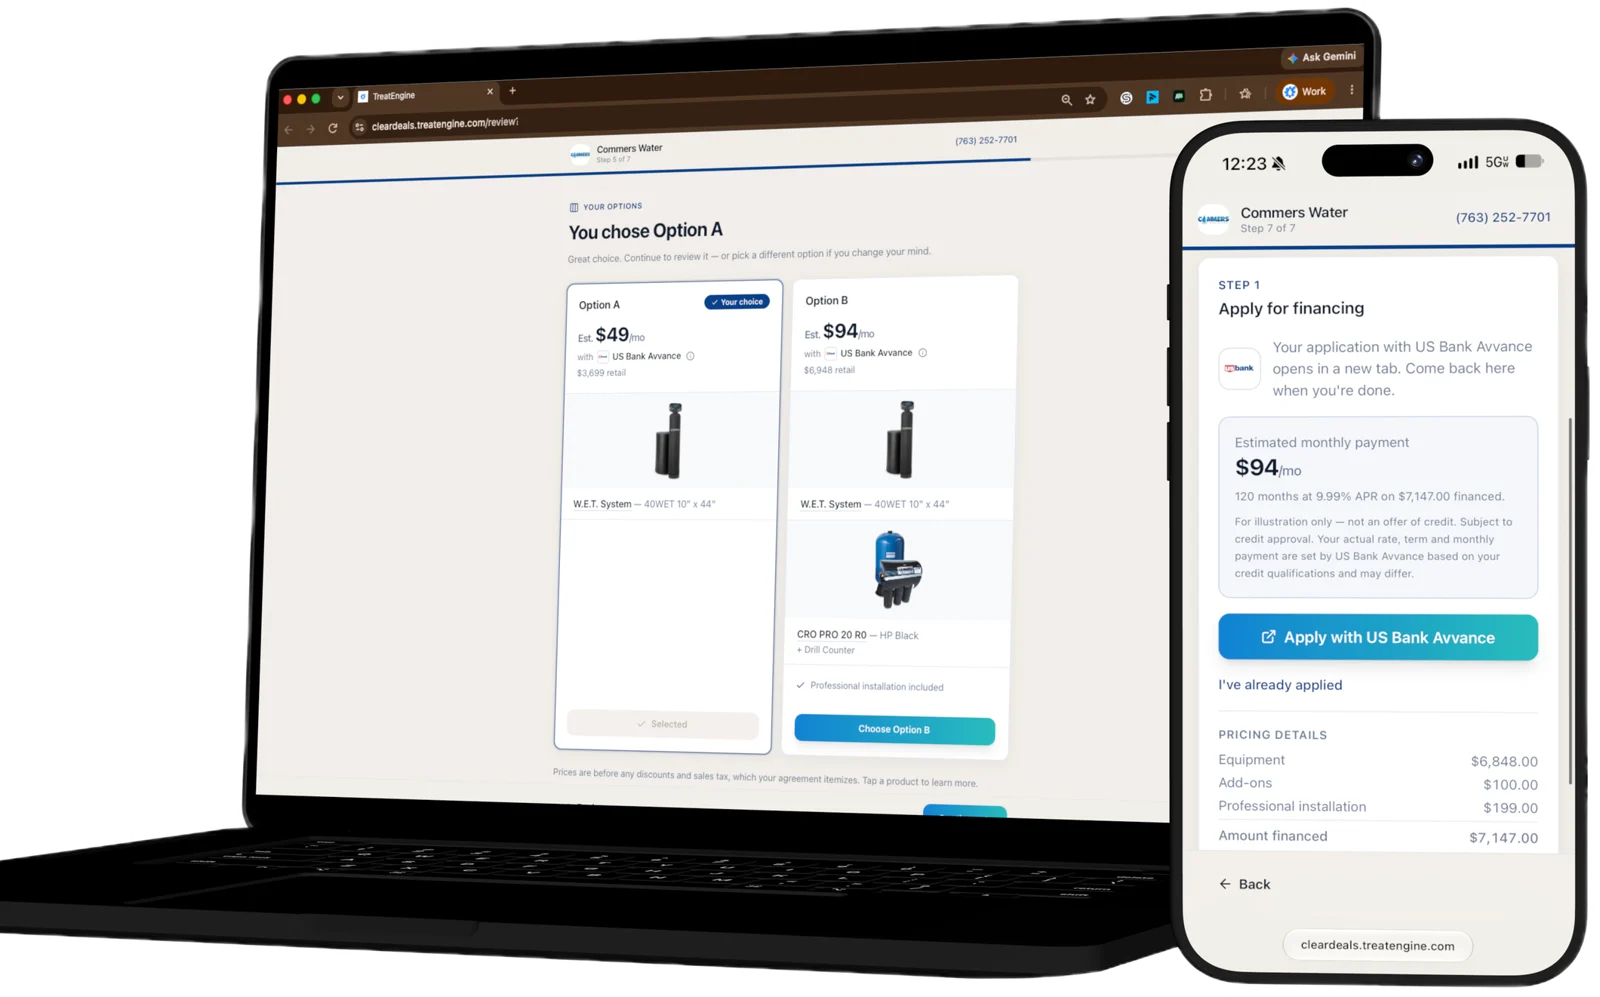 Ask Gemini
TreatEngine
cleardeals.treatengine.com/review?
Work
COMMERS
Commers Water
Step 5 of 7
(763) 252-7701
YOUR OPTIONS
You chose Option A
Great choice. Continue to review it — or pick a different option if you change your mind.
Option A
✓ Your choice
Est. $49/mo
with US Bank Avvance
$3,699 retail
W.E.T. System — 40WET 10" x 44"
✓ Selected
Option B
Est. $94/mo
with US Bank Avvance
$6,948 retail
W.E.T. System — 40WET 10" x 44"
CRO PRO 20 RO — HP Black
+ Drill Counter
✓ Professional installation included
Choose Option B
Prices are before any discounts and sales tax, which your agreement itemizes. Tap a product to learn more.
12:23
5G
COMMERS
Commers Water
Step 7 of 7
(763) 252-7701
STEP 1
Apply for financing
usbank
Your application with US Bank Avvance
opens in a new tab. Come back here
when you're done.
Estimated monthly payment
$94/mo
120 months at 9.99% APR on $7,147.00 financed.
For illustration only — not an offer of credit. Subject to
credit approval. Your actual rate, term and monthly
payment are set by US Bank Avvance based on your
credit qualifications and may differ.
Apply with US Bank Avvance
I've already applied
PRICING DETAILS
Equipment $6,848.00
Add-ons $100.00
Professional installation $199.00
Amount financed $7,147.00
← Back
cleardeals.treatengine.com